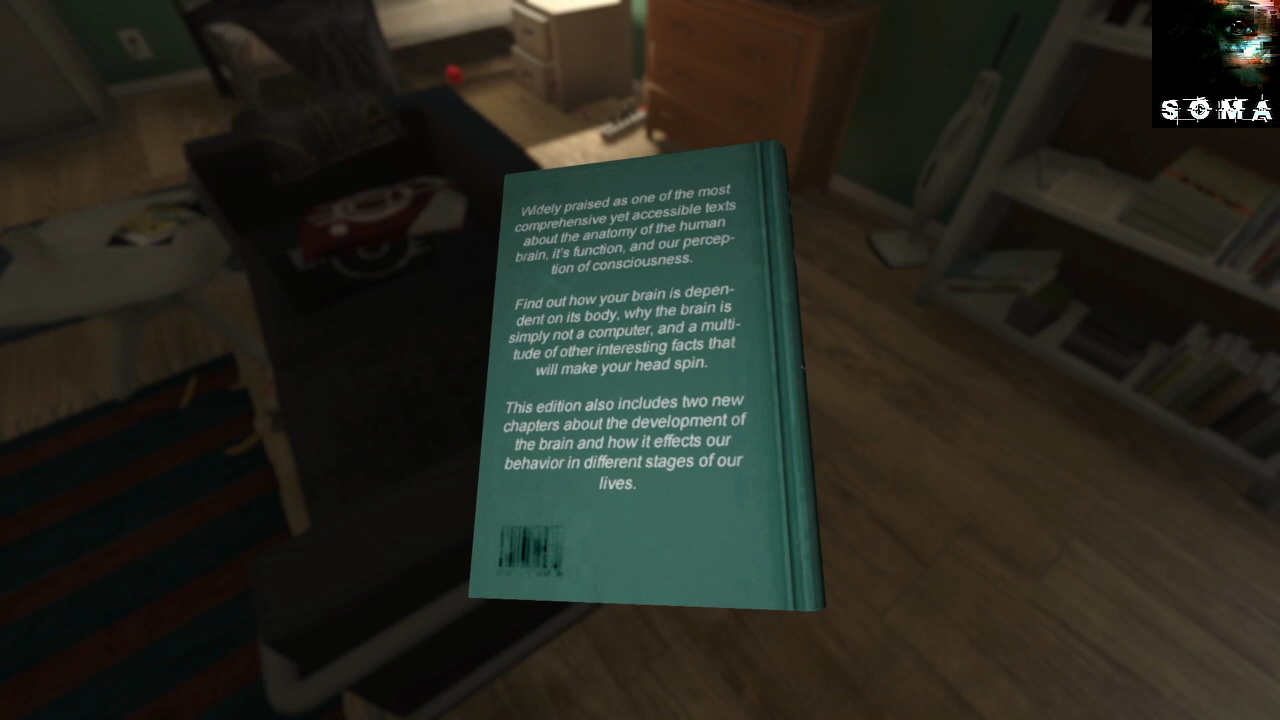 SOMA
Widely praised as one of the most
comprehensive yet accessible texts
about the anatomy of the human
brain, it's function, and our percep-
tion of consciousness.
Find out how your brain is depen-
dent on its body, why the brain is
simply not a computer, and a multi-
tude of other interesting facts that
will make your head spin.
This edition also includes two new
chapters about the development of
the brain and how it effects our
behavior in different stages of our
lives.